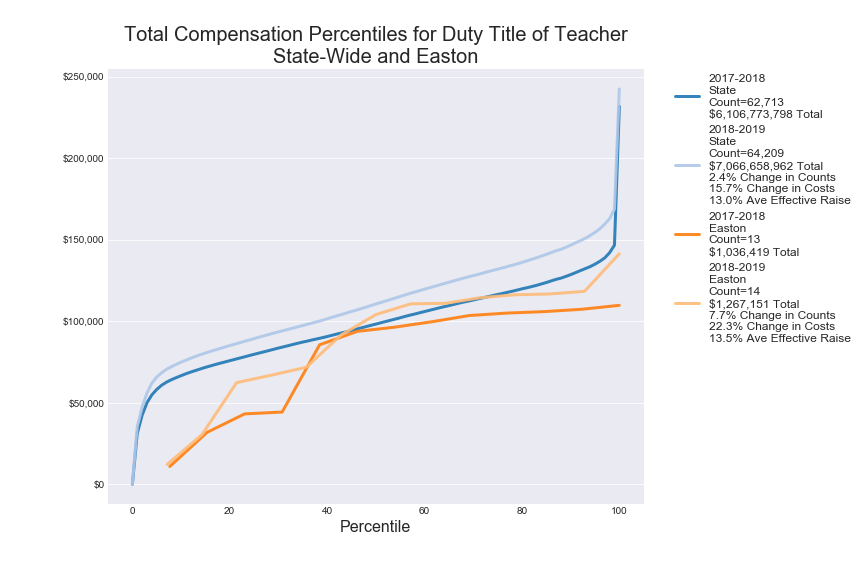 Total Compensation Percentiles for Duty Title of Teacher
State-Wide and Easton
$250,000
$200,000
$150,000
$100,000
$50,000
$0
0
20
40
60
80
100
Percentile
2017-2018
State
Count=62,713
$6,106,773,798 Total
2018-2019
State
Count=64,209
$7,066,658,962 Total
2.4% Change in Counts
15.7% Change in Costs
13.0% Ave Effective Raise
2017-2018
Easton
Count=13
$1,036,419 Total
2018-2019
Easton
Count=14
$1,267,151 Total
7.7% Change in Counts
22.3% Change in Costs
13.5% Ave Effective Raise